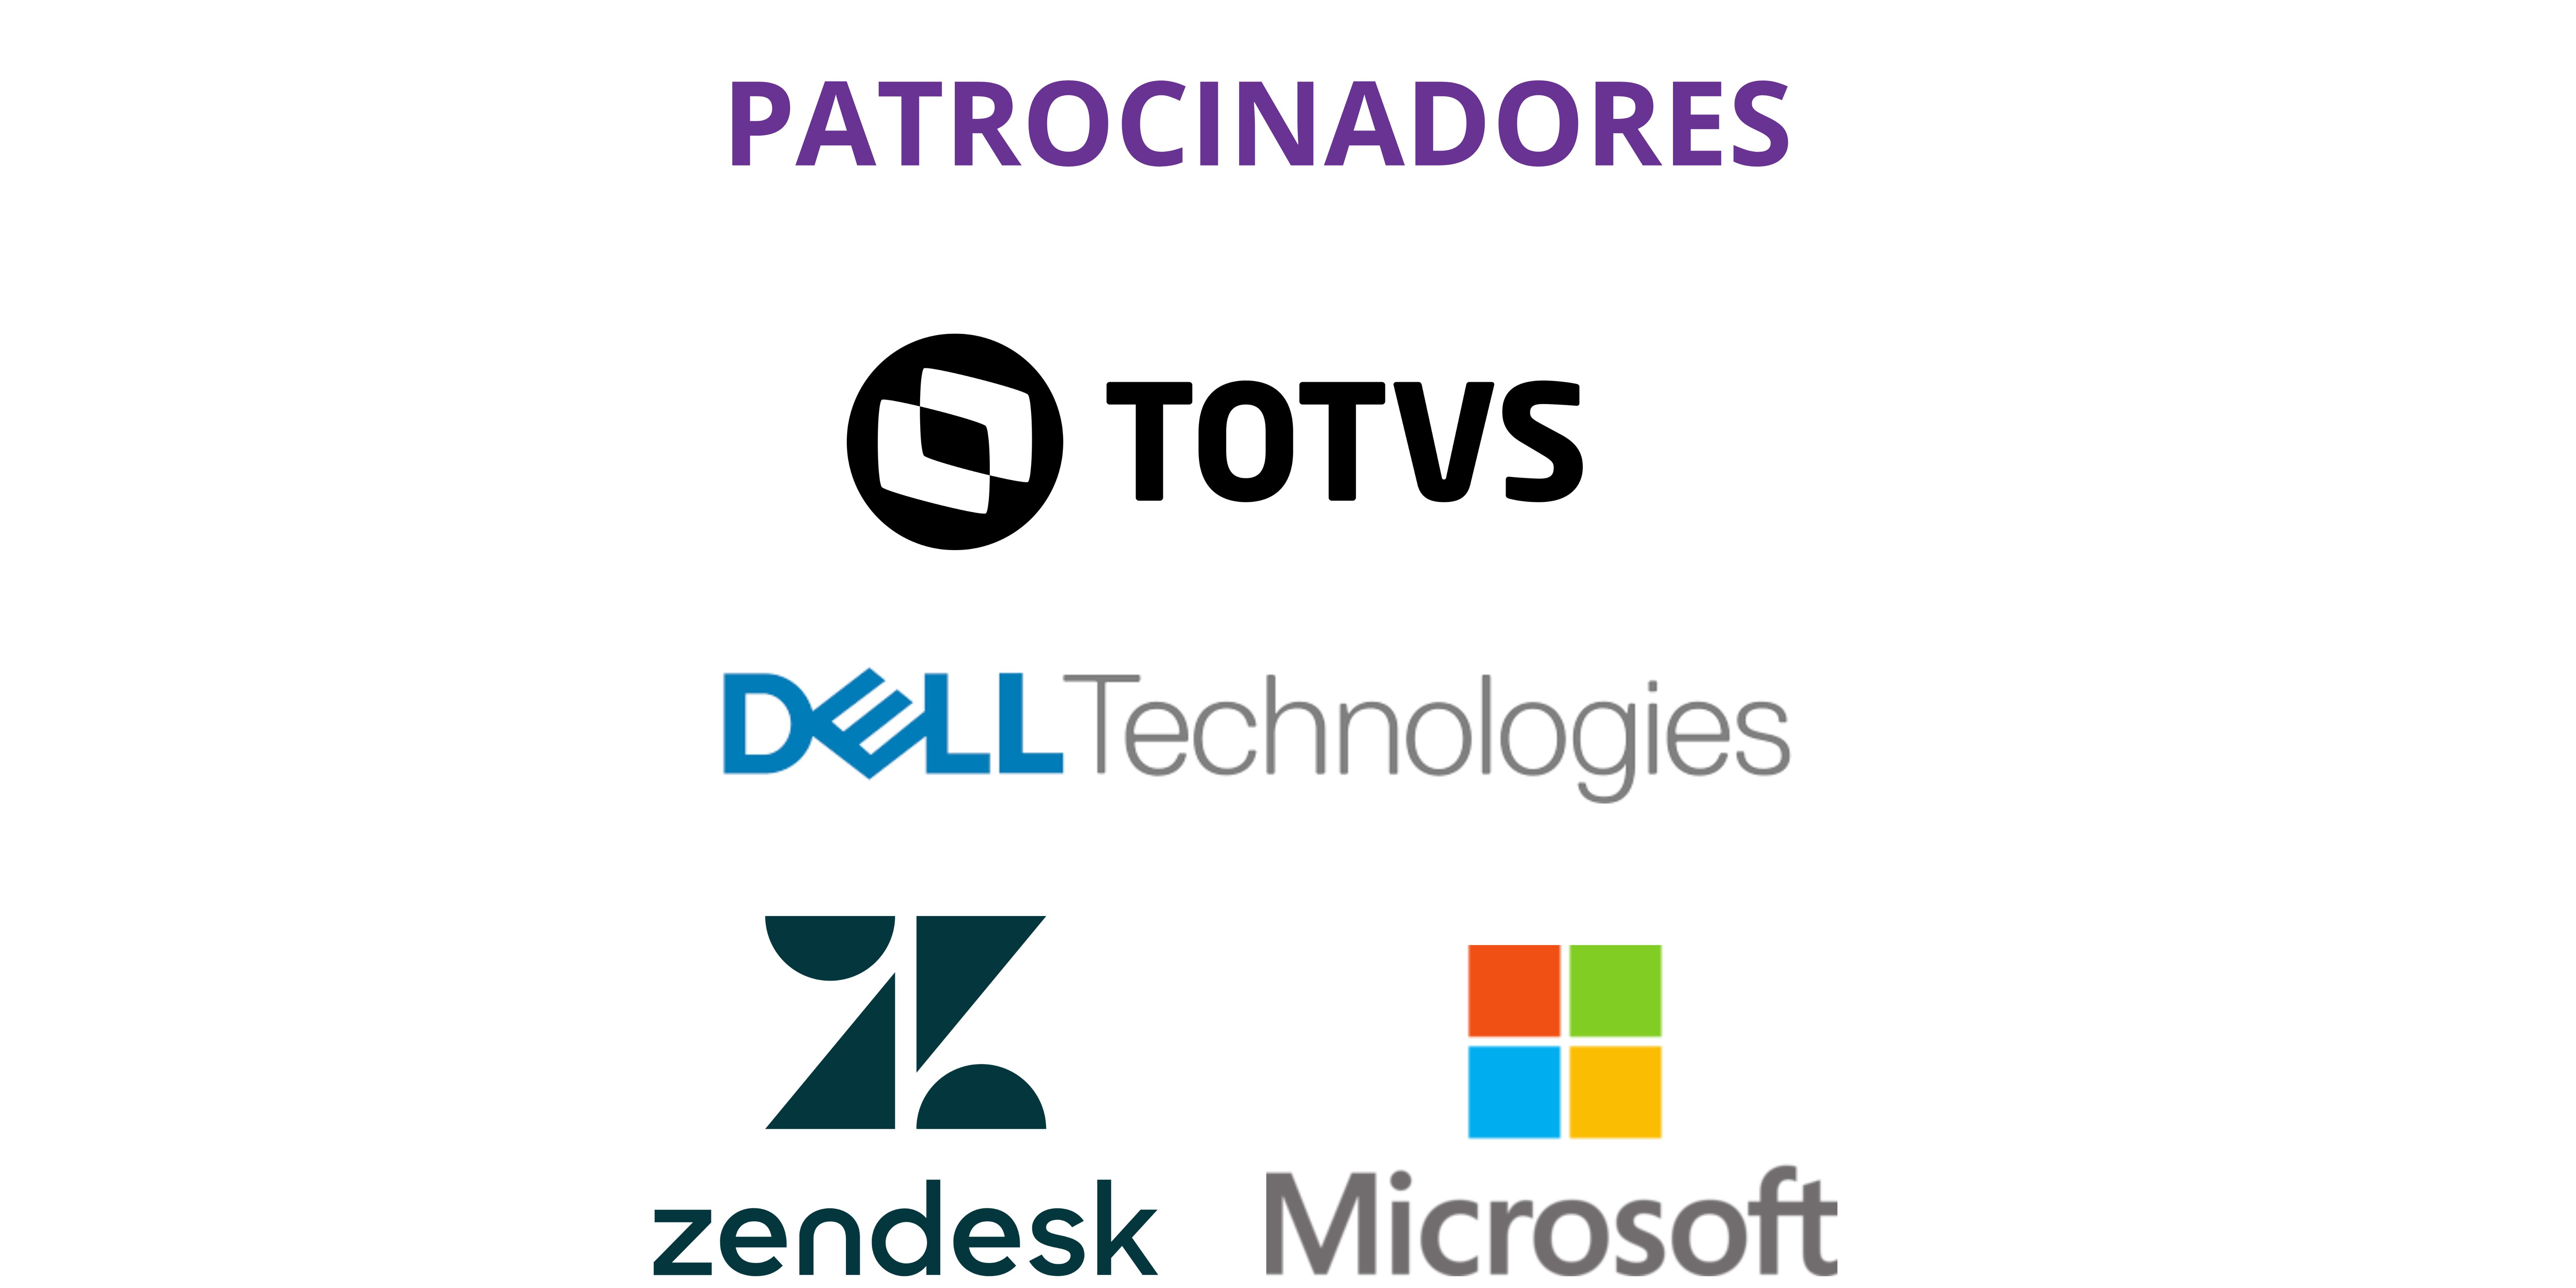 PATROCINADORES
TOTVS
DELL Technologies
zendesk
Microsoft